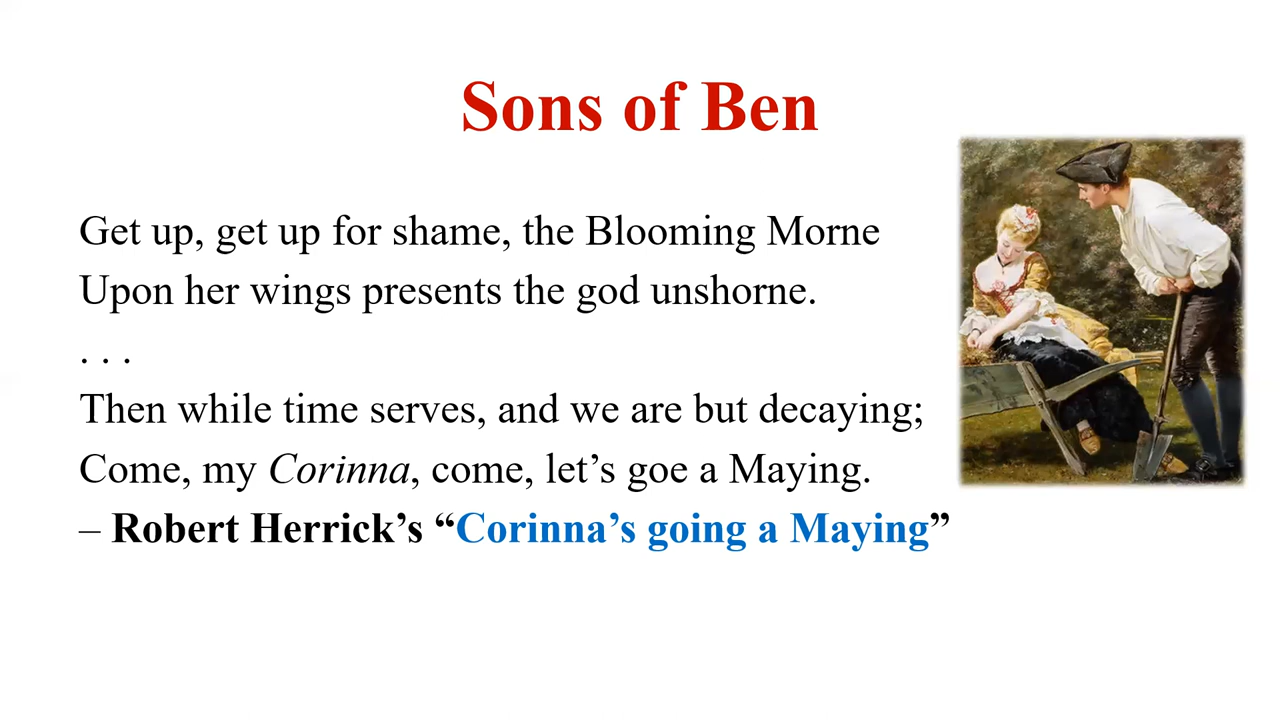 Sons of Ben
Get up, get up for shame, the Blooming Morne
Upon her wings presents the god unshorne.
. . .
Then while time serves, and we are but decaying;
Come, my Corinna, come, let’s goe a Maying.
– Robert Herrick’s “Corinna’s going a Maying”